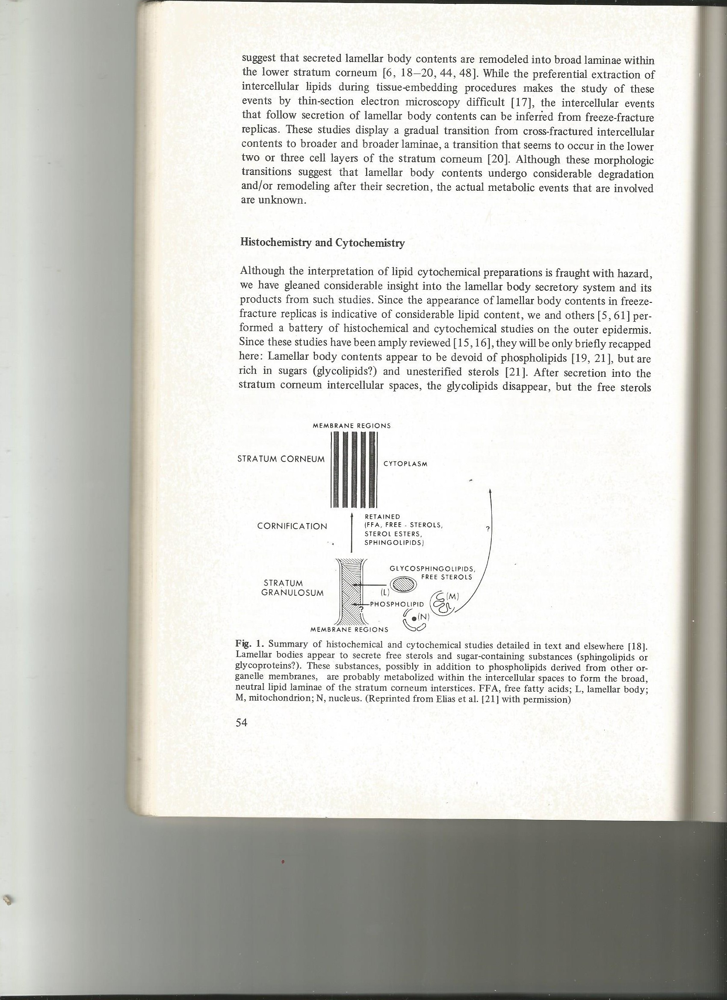 suggest that secreted lamellar body contents are remodeled into broad laminae within
the lower stratum corneum [6, 18–20, 44, 48]. While the preferential extraction of
intercellular lipids during tissue-embedding procedures makes the study of these
events by thin-section electron microscopy difficult [17], the intercellular events
that follow secretion of lamellar body contents can be inferred from freeze-fracture
replicas. These studies display a gradual transition from cross-fractured intercellular
contents to broader and broader laminae, a transition that seems to occur in the lower
two or three cell layers of the stratum corneum [20]. Although these morphologic
transitions suggest that lamellar body contents undergo considerable degradation
and/or remodeling after their secretion, the actual metabolic events that are involved
are unknown.
Histochemistry and Cytochemistry
Although the interpretation of lipid cytochemical preparations is fraught with hazard,
we have gleaned considerable insight into the lamellar body secretory system and its
products from such studies. Since the appearance of lamellar body contents in freeze-
fracture replicas is indicative of considerable lipid content, we and others [5, 61] per-
formed a battery of histochemical and cytochemical studies on the outer epidermis.
Since these studies have been amply reviewed [15, 16], they will be only briefly recapped
here: Lamellar body contents appear to be devoid of phospholipids [19, 21], but are
rich in sugars (glycolipids?) and unesterified sterols [21]. After secretion into the
stratum corneum intercellular spaces, the glycolipids disappear, but the free sterols
MEMBRANE REGIONS
STRATUM CORNEUM
CYTOPLASM
CORNIFICATION
RETAINED
(FFA, FREE - STEROLS,
STEROL ESTERS,
SPHINGOLIPIDS)
?
GLYCOSPHINGOLIPIDS,
FREE STEROLS
STRATUM
GRANULOSUM
(L)
(M)
PHOSPHOLIPID
?
(N)
MEMBRANE REGIONS
Fig. 1. Summary of histochemical and cytochemical studies detailed in text and elsewhere [18].
Lamellar bodies appear to secrete free sterols and sugar-containing substances (sphingolipids or
glycoproteins?). These substances, possibly in addition to phospholipids derived from other or-
ganelle membranes, are probably metabolized within the intercellular spaces to form the broad,
neutral lipid laminae of the stratum corneum interstices. FFA, free fatty acids; L, lamellar body;
M, mitochondrion; N, nucleus. (Reprinted from Elias et al. [21] with permission)
54